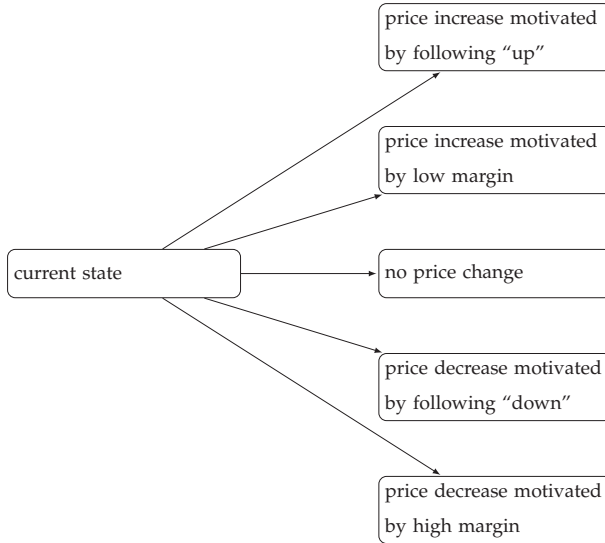 price increase motivated
by following “up”
price increase motivated
by low margin
current state
no price change
price decrease motivated
by following “down”
price decrease motivated
by high margin